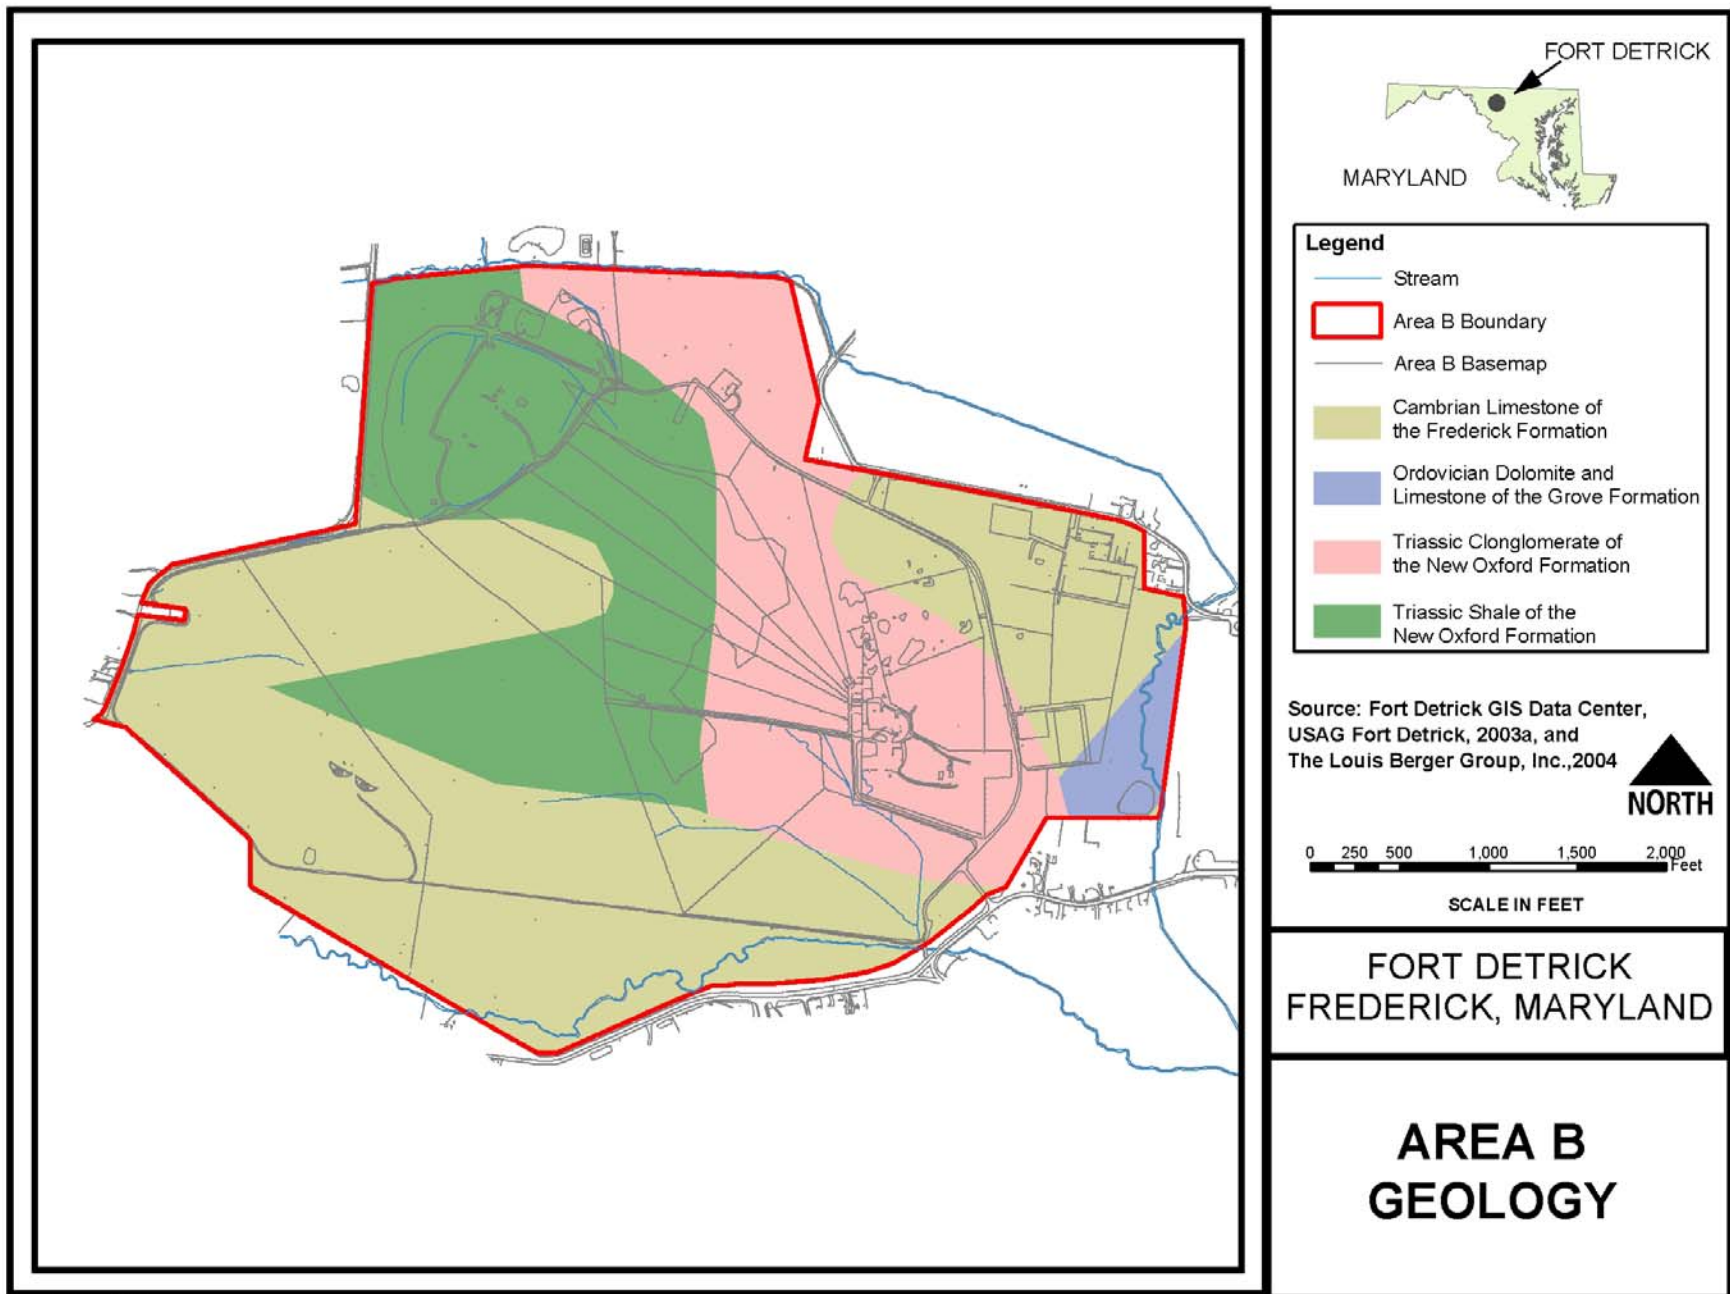 FORT DETRICK
MARYLAND
Legend
Stream
Area B Boundary
Area B Basemap
Cambrian Limestone of
the Frederick Formation
Ordovician Dolomite and
Limestone of the Grove Formation
Triassic Clonglomerate of
the New Oxford Formation
Triassic Shale of the
New Oxford Formation
Source: Fort Detrick GIS Data Center,
USAG Fort Detrick, 2003a, and
The Louis Berger Group, Inc.,2004
NORTH
0 250 500 1,000 1,500 2,000
Feet
SCALE IN FEET
FORT DETRICK
FREDERICK, MARYLAND
AREA B
GEOLOGY